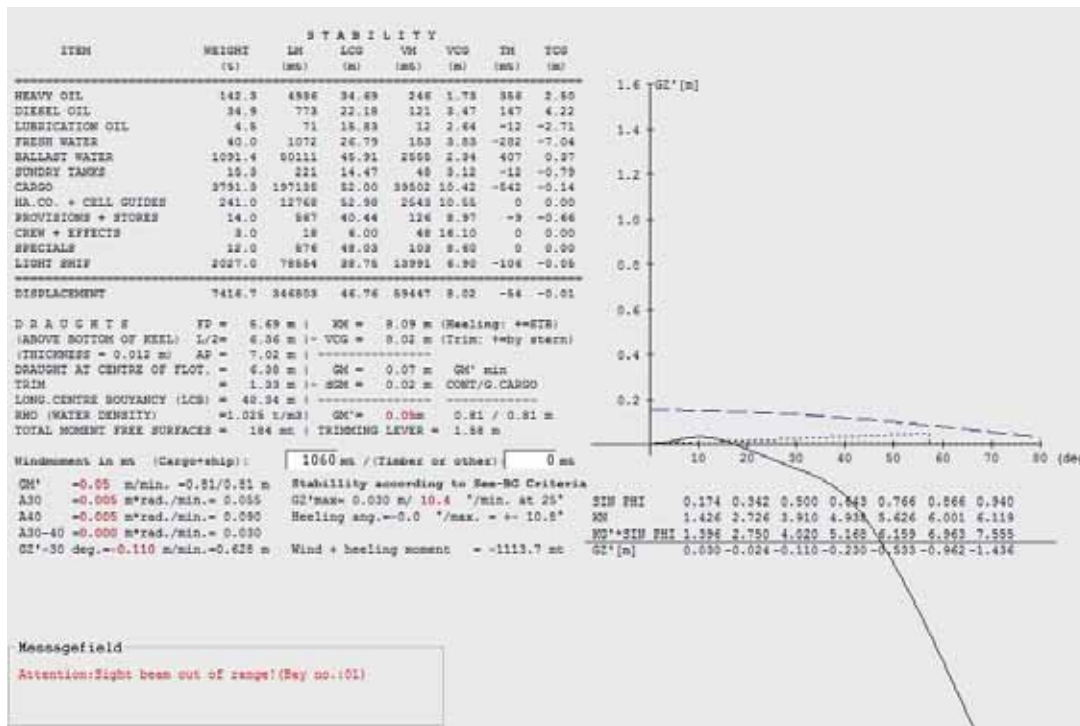 S T A B I L I T Y
ITEM WEIGHT LM LCG VM VCG TM TCG
(t) (mt) (m) (mt) (m) (mt) (m)
HEAVY OIL 142.3 4936 34.69 246 1.73 356 2.50
DIESEL OIL 34.9 773 22.18 121 3.47 147 4.22
LUBRICATION OIL 4.5 71 15.83 12 2.64 -12 -2.71
FRESH WATER 40.0 1072 26.79 153 3.83 -282 -7.04
BALLAST WATER 1091.4 50111 45.91 2555 2.34 407 0.37
SUNDRY TANKS 15.3 221 14.47 48 3.12 -12 -0.79
CARGO 3791.3 197135 52.00 39502 10.42 -542 -0.14
HA.CO. + CELL GUIDES 241.0 12768 52.98 2543 10.55 0 0.00
PROVISIONS + STORES 14.0 567 40.44 126 8.97 -9 -0.66
CREW + EFFECTS 3.0 18 6.00 48 16.10 0 0.00
SPECIALS 12.0 576 48.03 103 8.60 0 0.00
LIGHT SHIP 2027.0 78554 38.75 13991 6.90 -106 -0.05
DISPLACEMENT 7416.7 346803 46.76 59447 8.02 -54 -0.01
D R A U G H T S FP = 5.69 m | KM = 8.09 m (Heeling: +=STB)
(ABOVE BOTTOM OF KEEL) L/2= 6.36 m |- VCG = 8.02 m (Trim: +=by stern)
(THICKNESS = 0.012 m) AP = 7.02 m | ---------------
DRAUGHT AT CENTRE OF FLOT. = 6.38 m | GM = 0.07 m GM' min
TRIM = 1.33 m |- dGM = 0.02 m CONT/G.CARGO
LONG.CENTRE BOUYANCY (LCB) = 48.34 m | --------------- ------------
RHO (WATER DENSITY) =1.025 t/m3| GM'= 0.05m 0.81 / 0.81 m
TOTAL MOMENT FREE SURFACES = 184 mt | TRIMMING LEVER = 1.58 m
Windmoment in mt (Cargo+ship): 1060 mt /(Timber or other) 0 mt
GM' =0.05 m/min. =0.81/0.81 m Stabillity according to See-BG Criteria
A30 =0.005 m*rad./min.= 0.055 GZ'max= 0.030 m/ 10.4 °/min. at 25°
A40 =0.005 m*rad./min.= 0.090 Heeling ang.=-0.0 °/max. = +- 10.8°
A30-40 =0.000 m*rad./min.= 0.030
GZ'-30 deg.=-0.110 m/min.=0.628 m Wind + heeling moment = -1113.7 mt
GZ'[m]
1.6
1.4
1.2
1.0
0.8
0.6
0.4
0.2
10 20 30 40 50 60 70 80 (deg
SIN PHI 0.174 0.342 0.500 0.643 0.766 0.866 0.940
KN 1.426 2.726 3.910 4.938 5.626 6.001 6.119
KG'*SIN PHI 1.396 2.750 4.020 5.168 6.159 6.963 7.555
GZ'[m] 0.030 -0.024 -0.110 -0.230 -0.533 -0.962 -1.436
Messagefield
Attention:Sight beam out of range!(Bay no.:01)